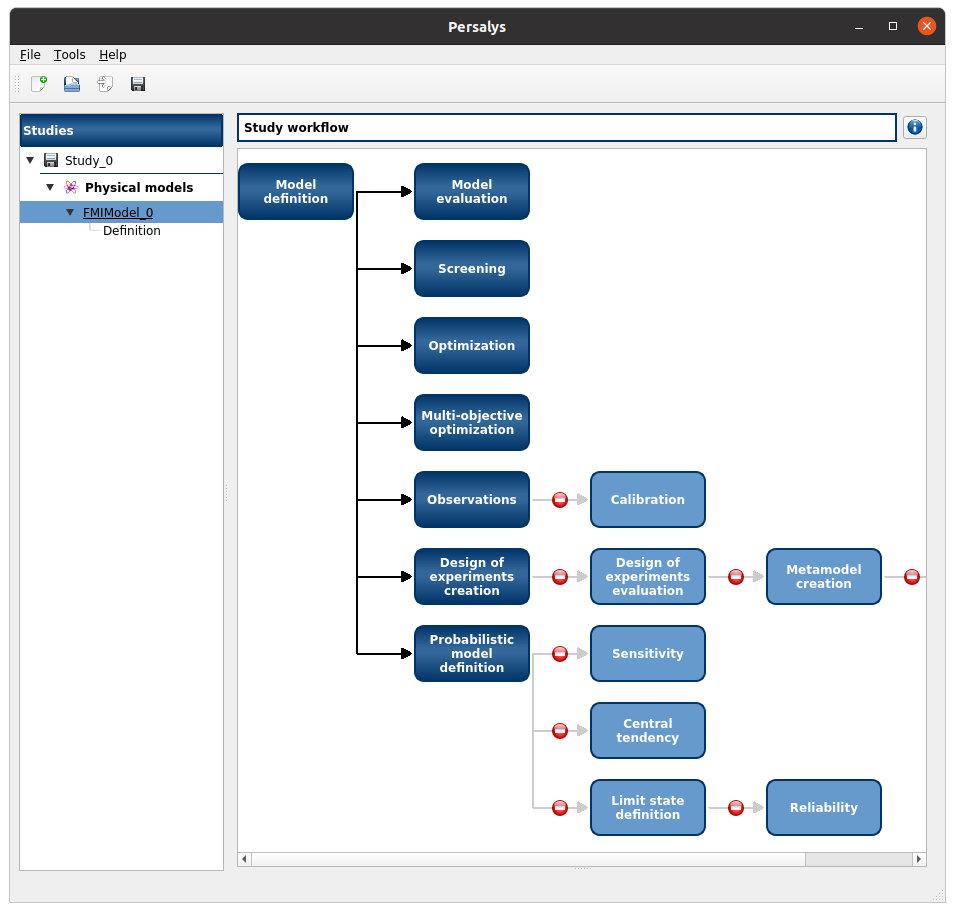 Persalys
File Tools Help
Studies
Study_0
Physical models
FMIModel_0
Definition
Study workflow
Model
definition
Model
evaluation
Screening
Optimization
Multi-objective
optimization
Observations
Calibration
Design of
experiments
creation
Design of
experiments
evaluation
Metamodel
creation
Probabilistic
model
definition
Sensitivity
Central
tendency
Limit state
definition
Reliability